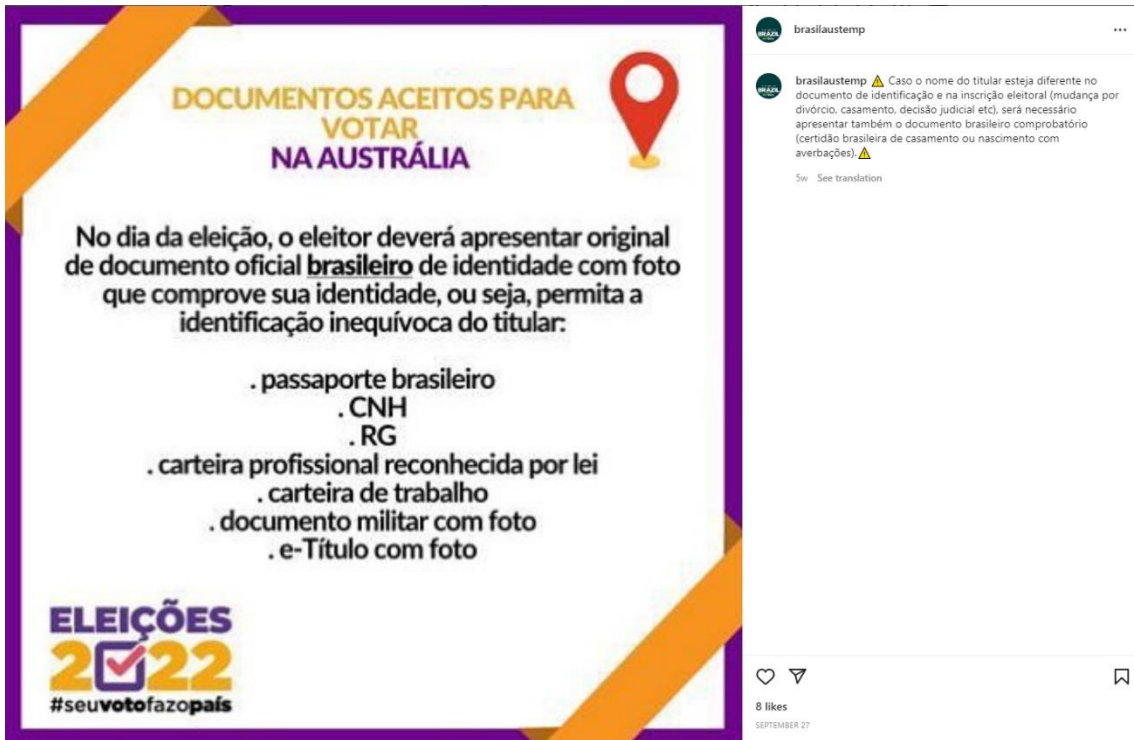 DOCUMENTOS ACEITOS PARA
VOTAR
NA AUSTRÁLIA
No dia da eleição, o eleitor deverá apresentar original
de documento oficial brasileiro de identidade com foto
que comprove sua identidade, ou seja, permita a
identificação inequívoca do titular:
. passaporte brasileiro
. CNH
. RG
. carteira profissional reconhecida por lei
. carteira de trabalho
. documento militar com foto
. e-Título com foto
ELEIÇÕES
2022
#seuvotofazopaís
brasilaustemp
brasilaustemp ⚠ Caso o nome do titular esteja diferente no
documento de identificação e na inscrição eleitoral (mudança por
divórcio, casamento, decisão judicial etc), será necessário
apresentar também o documento brasileiro comprobatório
(certidão brasileira de casamento ou nascimento com
averbações).⚠
5w See translation
8 likes
SEPTEMBER 27